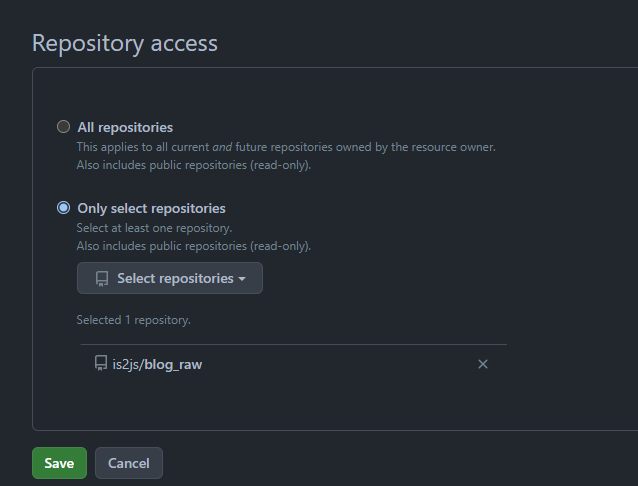 Repository access
All repositories
This applies to all current and future repositories owned by the resource owner.
Also includes public repositories (read-only).
Only select repositories
Select at least one repository.
Also includes public repositories (read-only).
Select repositories
Selected 1 repository.
is2js/blog_raw
Save Cancel